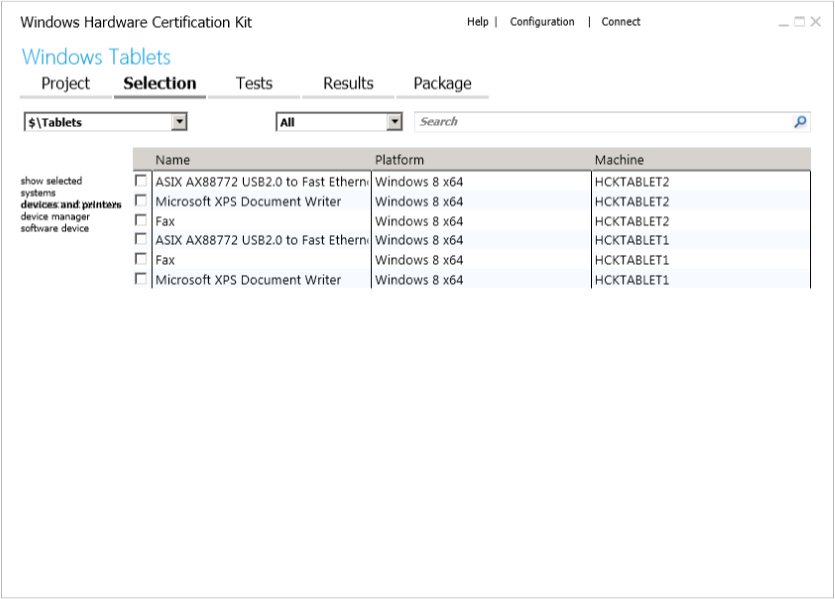 Windows Hardware Certification Kit Help | Configuration | Connect
Windows Tablets
Project Selection Tests Results Package
$\Tablets All Search
Name Platform Machine
show selected
systems
devices and printers
device manager
software device
ASIX AX88772 USB2.0 to Fast Ethern Windows 8 x64 HCKTABLET2
Microsoft XPS Document Writer Windows 8 x64 HCKTABLET2
Fax Windows 8 x64 HCKTABLET2
ASIX AX88772 USB2.0 to Fast Ethern Windows 8 x64 HCKTABLET1
Fax Windows 8 x64 HCKTABLET1
Microsoft XPS Document Writer Windows 8 x64 HCKTABLET1